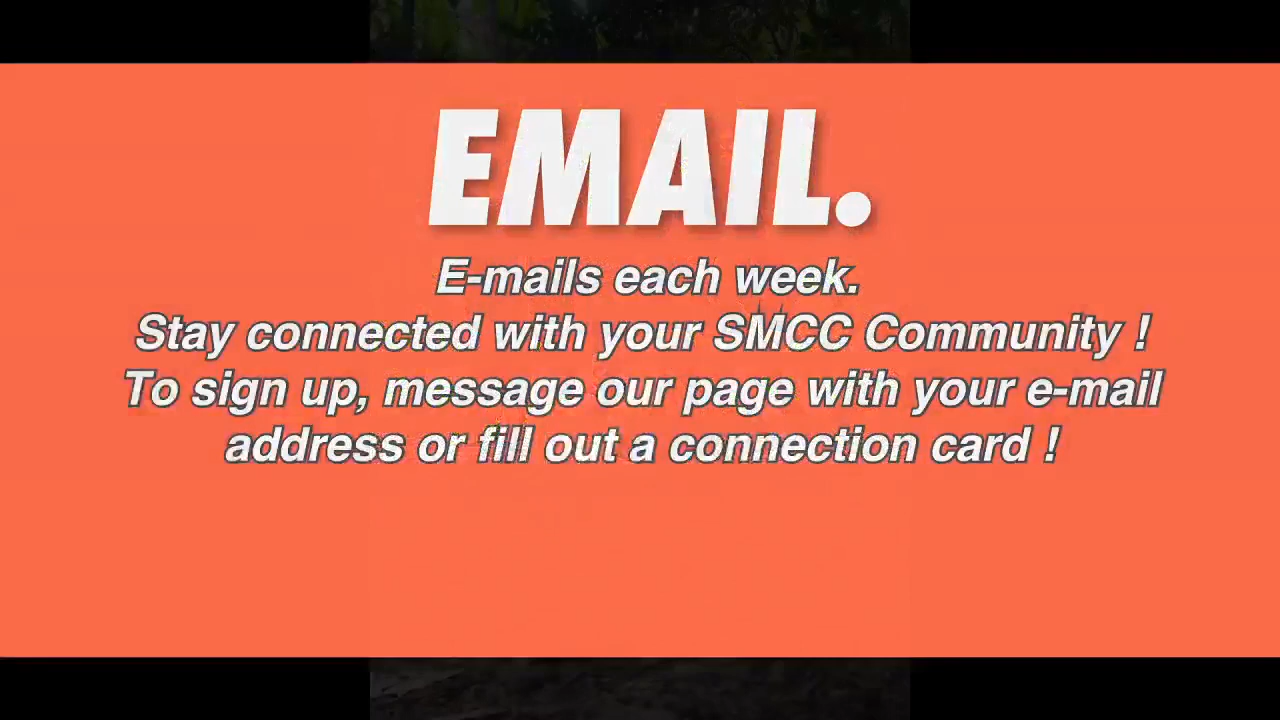 EMAIL.
E-mails each week.
Stay connected with your SMCC Community !
To sign up, message our page with your e-mail
address or fill out a connection card !